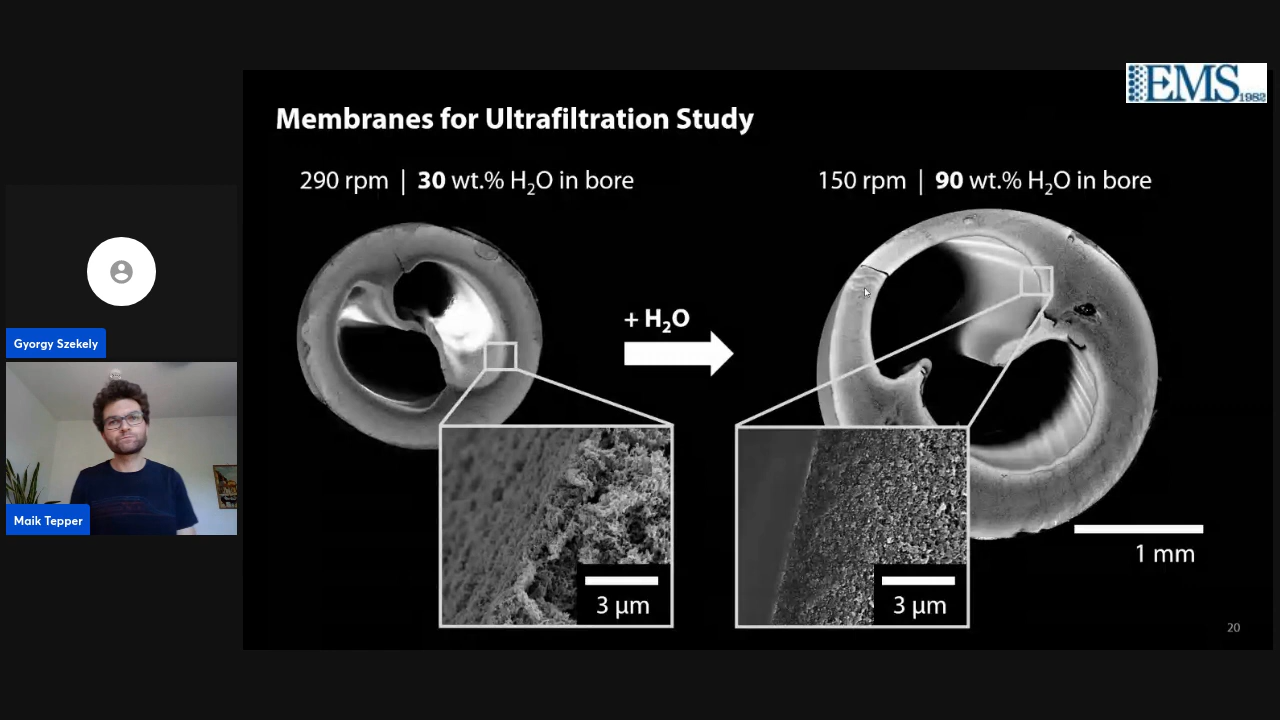 EMS 1982
Membranes for Ultrafiltration Study
290 rpm | 30 wt.% H₂O in bore
150 rpm | 90 wt.% H₂O in bore
+ H₂O
Gyorgy Szekely
Maik Tepper
3 µm
3 µm
1 mm
20